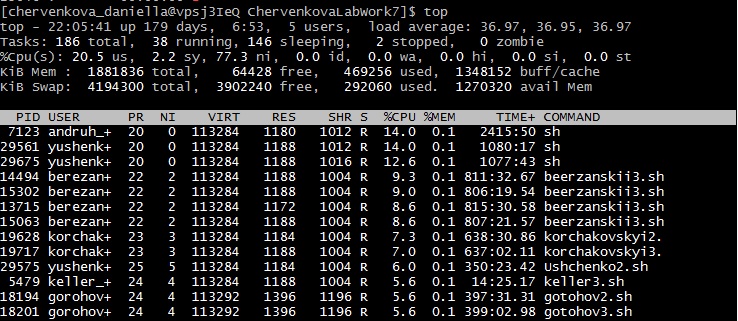 [chervenkova_daniella@vpsj3IeQ ChervenkovaLabWork7]$ top
top - 22:05:41 up 179 days,  6:53,  5 users,  load average: 36.97, 36.95, 36.97
Tasks: 186 total,  38 running, 146 sleeping,   2 stopped,   0 zombie
%Cpu(s): 20.5 us,  2.2 sy, 77.3 ni,  0.0 id,  0.0 wa,  0.0 hi,  0.0 si,  0.0 st
KiB Mem :  1881836 total,    64428 free,   469256 used,  1348152 buff/cache
KiB Swap:  4194300 total,  3902240 free,   292060 used.  1270320 avail Mem
PID USER PR NI VIRT RES SHR S %CPU %MEM TIME+ COMMAND
7123 andruh_+ 20 0 113284 1180 1012 R 14.0 0.1 2415:50 sh
29561 yushenk+ 20 0 113284 1188 1012 R 14.0 0.1 1080:17 sh
29675 yushenk+ 20 0 113284 1188 1016 R 12.6 0.1 1077:43 sh
14494 berezan+ 22 2 113284 1188 1004 R 9.3 0.1 811:32.67 beerzanskii3.sh
15302 berezan+ 22 2 113284 1188 1004 R 9.0 0.1 806:19.54 beerzanskii3.sh
13715 berezan+ 22 2 113284 1172 1004 R 8.6 0.1 815:30.58 beerzanskii3.sh
15063 berezan+ 22 2 113284 1188 1004 R 8.6 0.1 807:21.57 beerzanskii3.sh
19628 korchak+ 23 3 113284 1184 1004 R 7.3 0.1 638:30.86 korchakovskyi2.
19717 korchak+ 23 3 113284 1188 1004 R 7.0 0.1 637:02.11 korchakovskyi3.
29575 yushenk+ 25 5 113284 1188 1004 R 6.0 0.1 350:23.42 Ushchenko2.sh
5479 keller_+ 24 4 113284 1188 1004 R 5.6 0.1 14:25.17 keller3.sh
18194 gorohov+ 24 4 113292 1396 1196 R 5.6 0.1 397:31.31 gotohov2.sh
18201 gorohov+ 24 4 113292 1396 1196 R 5.6 0.1 399:02.98 gorohov3.sh